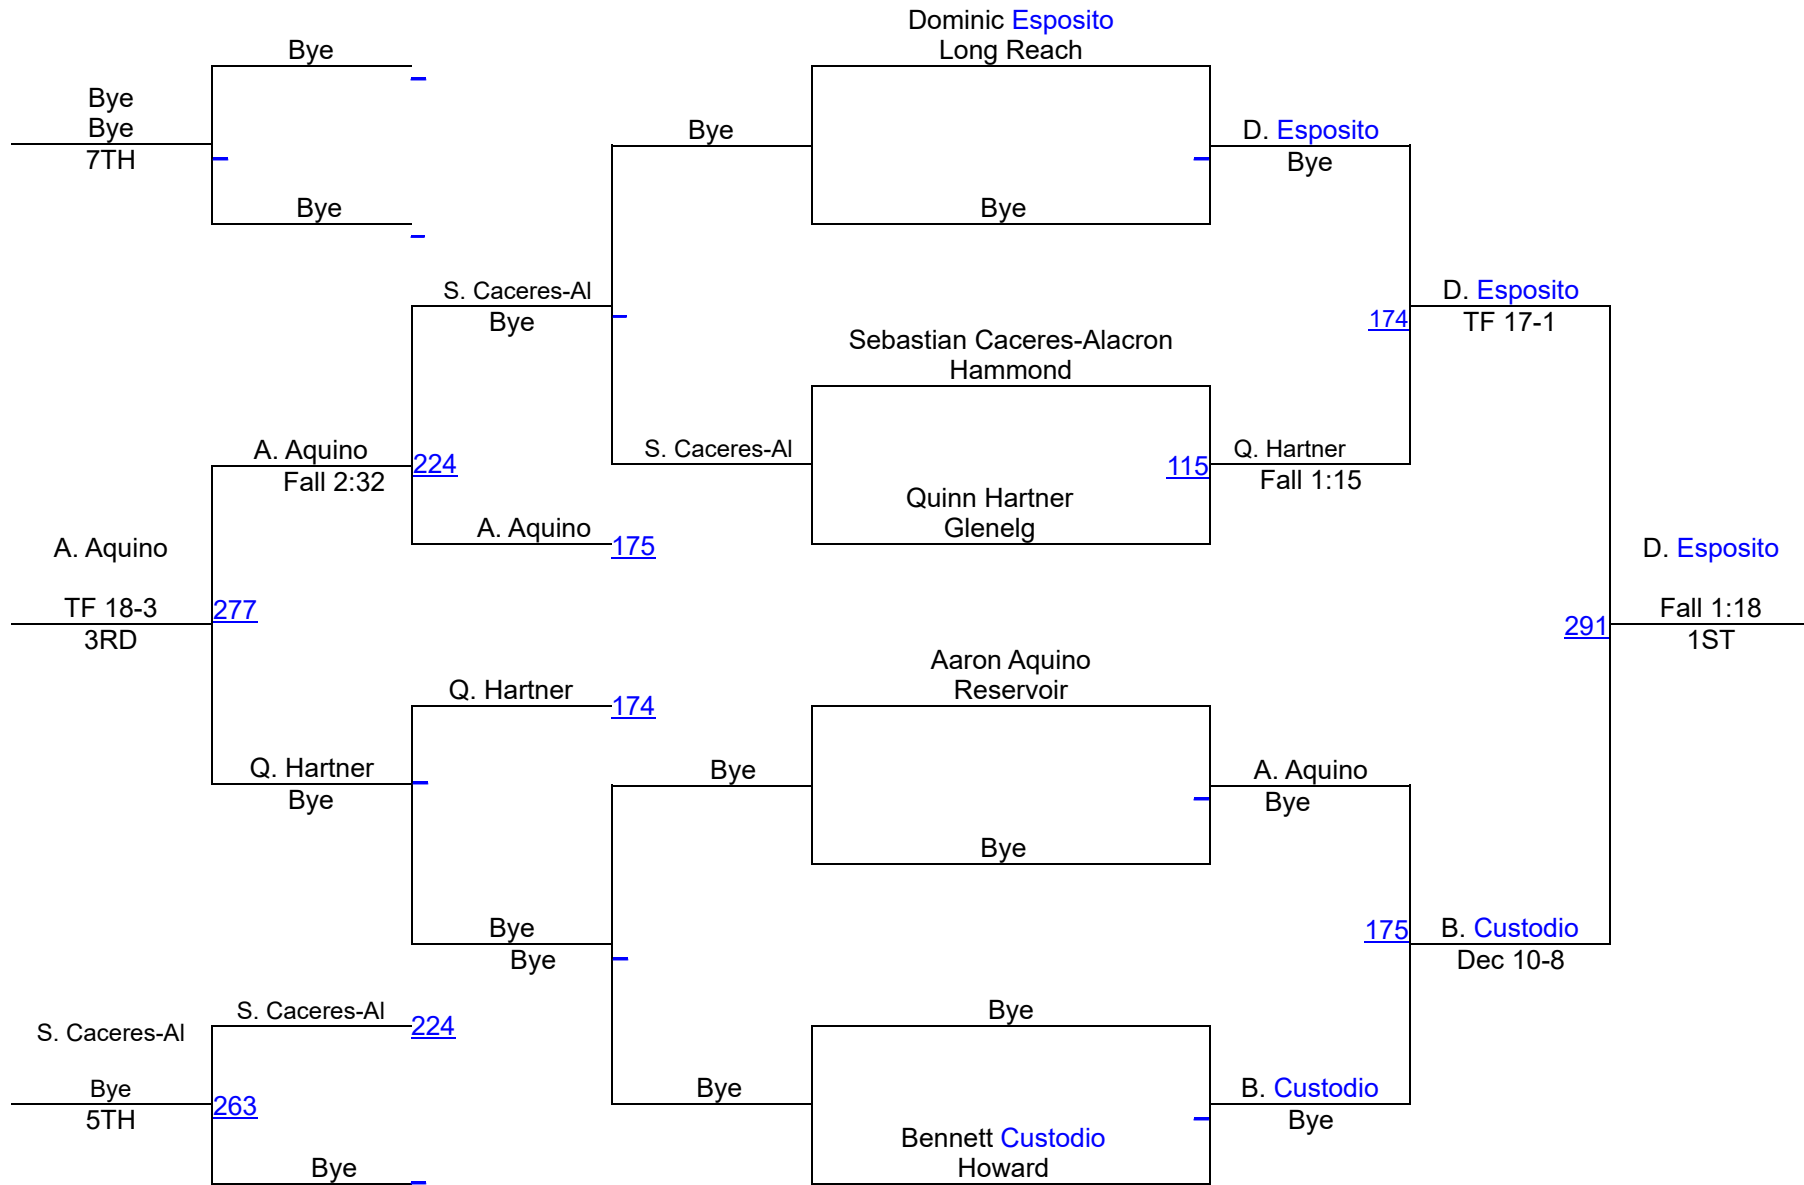 Dominic Esposito
Long Reach
Bye
Bye
Bye
7TH
Bye
D. Esposito
Bye
Bye
Bye
S. Caceres-Al
Bye
174
D. Esposito
TF 17-1
Sebastian Caceres-Alacron
Hammond
A. Aquino
Fall 2:32
224
S. Caceres-Al
115
Q. Hartner
Fall 1:15
Quinn Hartner
Glenelg
A. Aquino
175
A. Aquino
TF 18-3
3RD
277
D. Esposito
Fall 1:18
1ST
291
Aaron Aquino
Reservoir
Q. Hartner
174
Q. Hartner
Bye
Bye
A. Aquino
Bye
Bye
Bye
Bye
175
B. Custodio
Dec 10-8
S. Caceres-Al
Bye
5TH
S. Caceres-Al
224
263
Bye
Bye
Bye
B. Custodio
Bye
Bennett Custodio
Howard